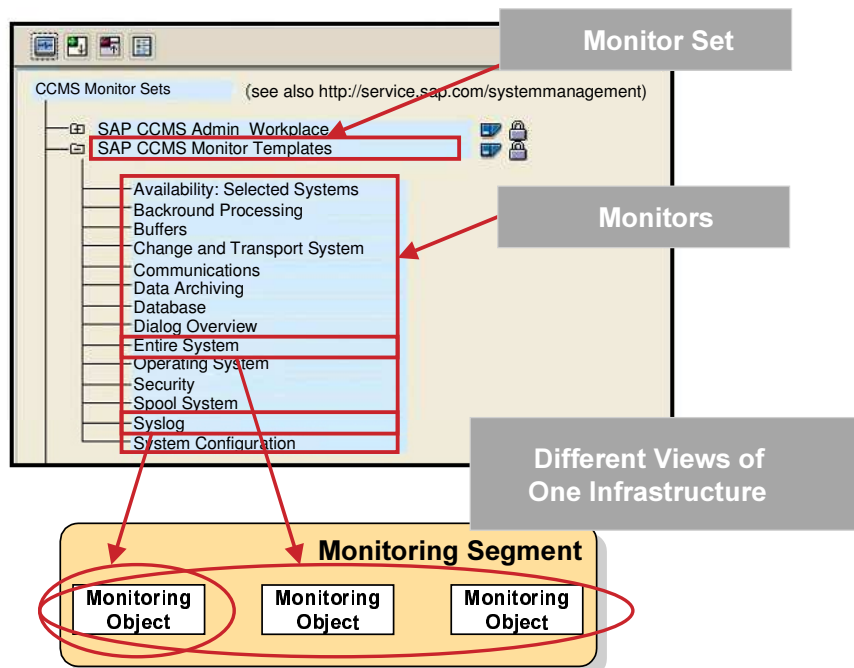 Monitor Set
CCMS Monitor Sets (see also http://service.sap.com/systemmanagement)
SAP CCMS Admin Workplace
SAP CCMS Monitor Templates
Availability: Selected Systems
Backround Processing
Buffers
Change and Transport System
Communications
Data Archiving
Database
Dialog Overview
Entire System
Operating System
Security
Spool System
Syslog
System Configuration
Monitors
Different Views of
One Infrastructure
Monitoring Segment
Monitoring
Object
Monitoring
Object
Monitoring
Object